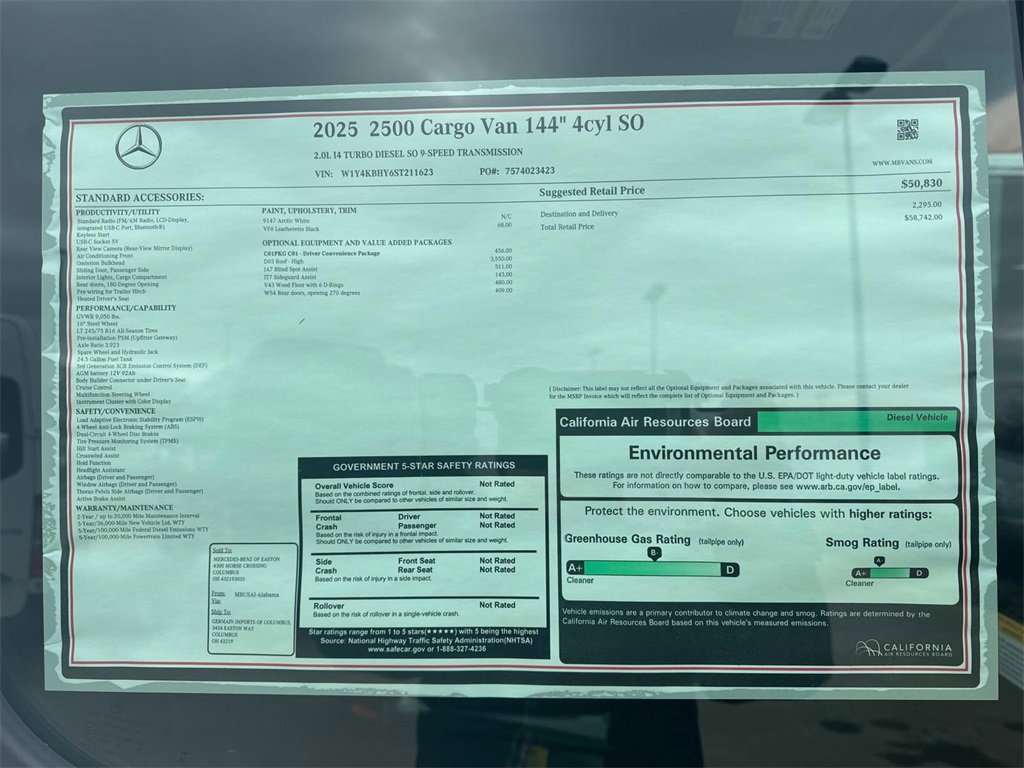 2025 2500 Cargo Van 144" 4cyl SO
2.0L I4 TURBO DIESEL SO 9-SPEED TRANSMISSION
VIN: W1Y4KBHY6ST211623 PO#: 7574023423
WWW.MBVANS.COM
STANDARD ACCESSORIES:
PRODUCTIVITY/UTILITY
Standard Radio (FM/AM Radio, LCD-Display,
integrated USB-C Port, Bluetooth®)
Keyless Start
USB-C Socket 5V
Rear View Camera (Rear-View Mirror Display)
Air Conditioning Front
Omission Bulkhead
Sliding Door, Passenger Side
Interior Lights, Cargo Compartment
Rear doors, 180-Degree Opening
Pre-wiring for Trailer Hitch
Heated Driver's Seat
PERFORMANCE/CAPABILITY
GVWR 9,050 lbs.
16" Steel Wheel
LT 245/75 R16 All-Season Tires
Pre-installation PSM (Upfitter Gateway)
Axle Ratio 3.923
Spare Wheel and Hydraulic Jack
24.5 Gallon Fuel Tank
3rd Generation SCR Emission Control System (DEF)
AGM battery 12V 92Ah
Body Builder Connector under Driver's Seat
Cruise Control
Multifunction Steering Wheel
Instrument Cluster with Color Display
SAFETY/CONVENIENCE
Load Adaptive Electronic Stability Program (ESP®)
4-Wheel Anti-Lock Braking System (ABS)
Dual-Circuit 4-Wheel Disc Brakes
Tire Pressure Monitoring System (TPMS)
Hill Start Assist
Crosswind Assist
Hold Function
Headlight Assistant
Airbags (Driver and Passenger)
Window Airbags (Driver and Passenger)
Thorax-Pelvis Side Airbags (Driver and Passenger)
Active Brake Assist
WARRANTY/MAINTENANCE
2-Year / up to 20,000 Mile Maintenance Interval
3-Year/36,000-Mile New Vehicle Ltd. WTY
5-Year/100,000-Mile Federal Diesel Emissions WTY
5-Year/100,000-Mile Powertrain Limited WTY
PAINT, UPHOLSTERY, TRIM
9147 Arctic White N/C
VF6 Leatherette Black 68.00
OPTIONAL EQUIPMENT AND VALUE ADDED PACKAGES
C01PKG C01 - Driver Convenience Package 456.00
D03 Roof - High 3,550.00
JA7 Blind Spot Assist 511.00
JT7 Sideguard Assist 143.00
V43 Wood Floor with 6 D-Rings 480.00
W54 Rear doors, opening 270 degrees 409.00
Suggested Retail Price $50,830
Destination and Delivery 2,295.00
Total Retail Price $58,742.00
( Disclaimer: This label may not reflect all the Optional Equipment and Packages associated with this vehicle. Please contact your dealer
for the MSRP Invoice which will reflect the complete list of Optional Equipment and Packages. )
Sold To:
MERCEDES-BENZ OF EASTON
4300 MORSE CROSSING
COLUMBUS
OH 432193035
From: MBUSAI-Alabama
Via:
Ship To:
GERMAIN IMPORTS OF COLUMBUS,
3434 EASTON WAY
COLUMBUS
OH 43219
GOVERNMENT 5-STAR SAFETY RATINGS
Overall Vehicle Score Not Rated
Based on the combined ratings of frontal, side and rollover.
Should ONLY be compared to other vehicles of similar size and weight.
Frontal Driver Not Rated
Crash Passenger Not Rated
Based on the risk of injury in a frontal impact.
Should ONLY be compared to other vehicles of similar size and weight.
Side Front Seat Not Rated
Crash Rear Seat Not Rated
Based on the risk of injury in a side impact.
Rollover Not Rated
Based on the risk of rollover in a single-vehicle crash.
Star ratings range from 1 to 5 stars(★★★★★) with 5 being the highest
Source: National Highway Traffic Safety Administration(NHTSA)
www.safecar.gov or 1-888-327-4236
California Air Resources Board Diesel Vehicle
Environmental Performance
These ratings are not directly comparable to the U.S. EPA/DOT light-duty vehicle label ratings.
For information on how to compare, please see www.arb.ca.gov/ep_label.
Protect the environment. Choose vehicles with higher ratings:
Greenhouse Gas Rating (tailpipe only)
B-
A+ D
Cleaner
Smog Rating (tailpipe only)
A
A+ D
Cleaner
Vehicle emissions are a primary contributor to climate change and smog. Ratings are determined by the
California Air Resources Board based on this vehicle's measured emissions.
CALIFORNIA
AIR RESOURCES BOARD